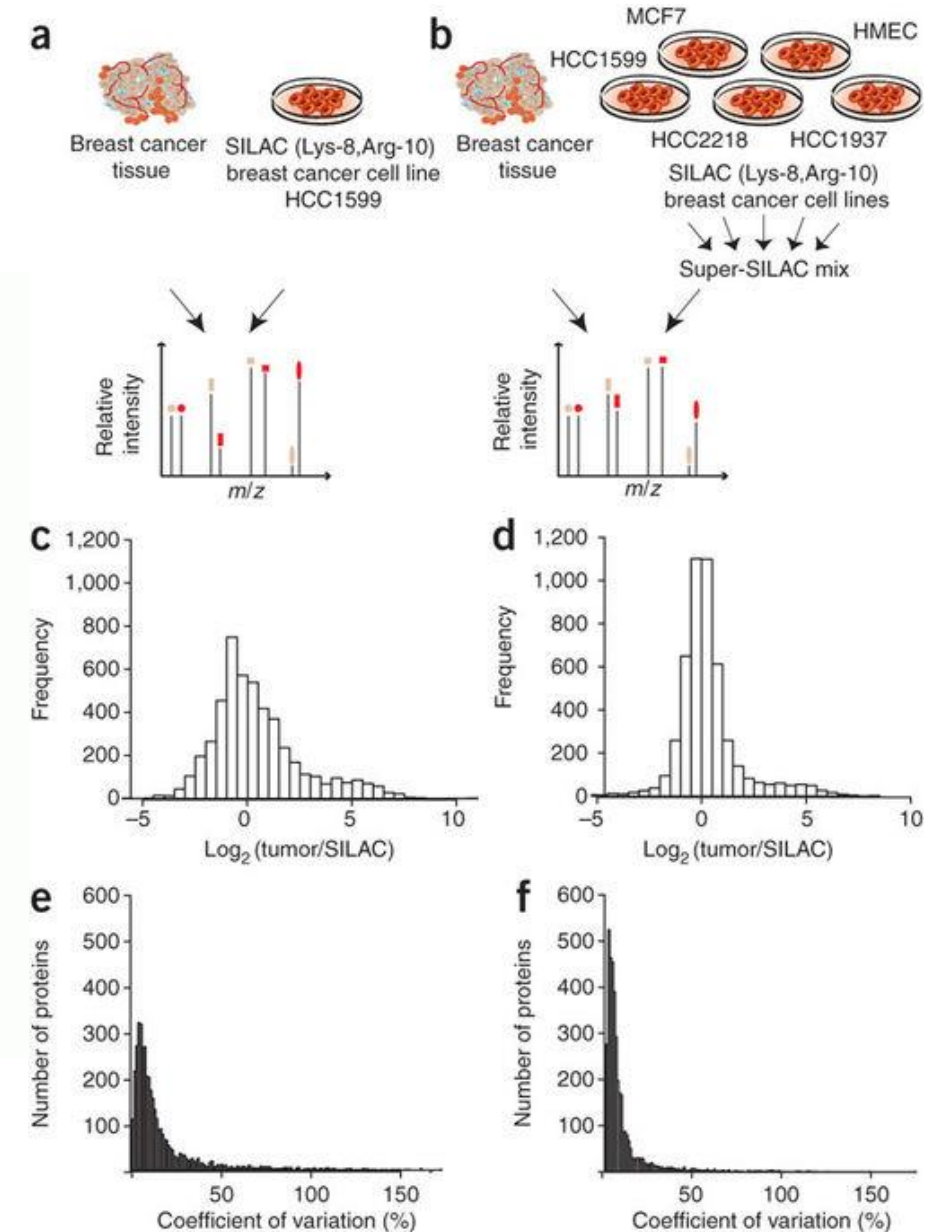 a
Breast cancer
tissue
SILAC (Lys-8,Arg-10)
breast cancer cell line
HCC1599
b
MCF7
HMEC
HCC1599
HCC2218
HCC1937
Breast cancer
tissue
SILAC (Lys-8,Arg-10)
breast cancer cell lines
Super-SILAC mix
Relative
intensity
m/z
Relative
intensity
m/z
c
1,200
1,000
800
600
400
200
0
Frequency
–5 0 5 10
Log2 (tumor/SILAC)
d
1,200
1,000
800
600
400
200
0
Frequency
–5 0 5 10
Log2 (tumor/SILAC)
e
600
500
400
300
200
100
Number of proteins
50 100 150
Coefficient of variation (%)
f
600
500
400
300
200
100
Number of proteins
50 100 150
Coefficient of variation (%)